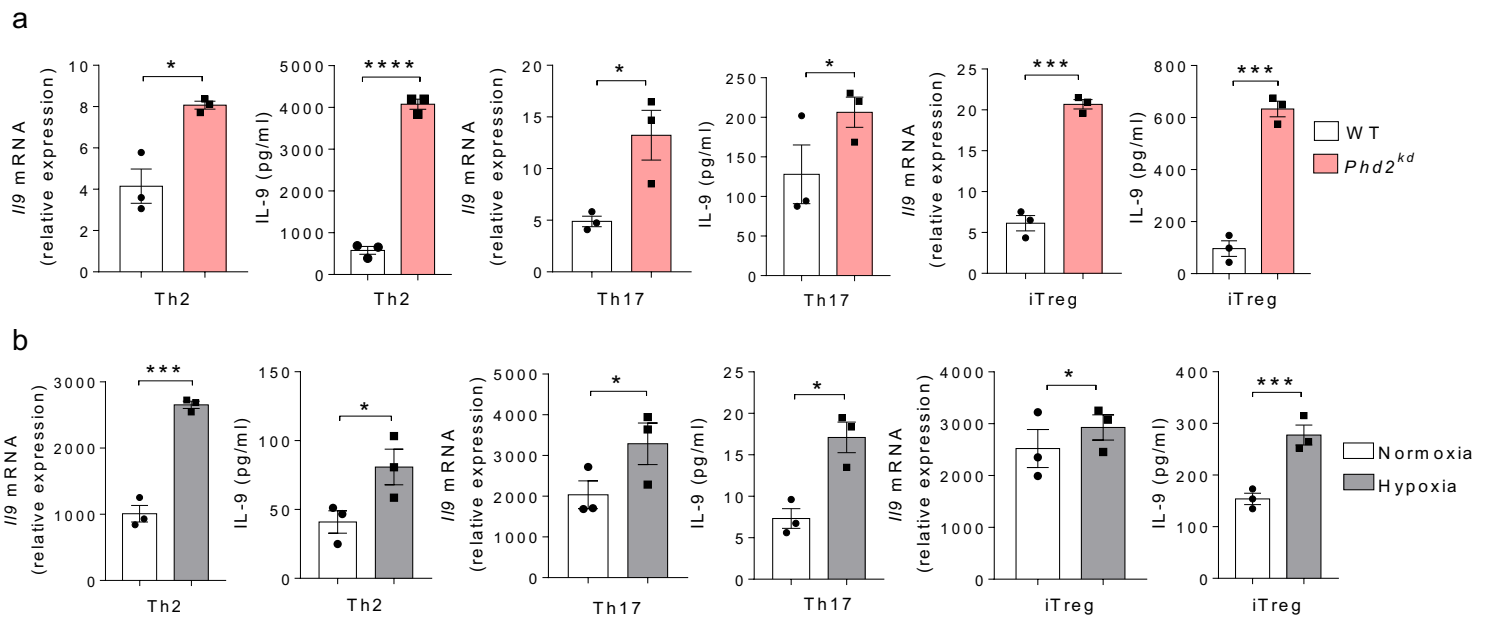 a
Il9 mRNA
(relative expression)
10
8
6
4
2
0
*
Th2
IL-9 (pg/ml)
5000
4000
3000
2000
1000
0
****
Th2
Il9 mRNA
(relative expression)
20
15
10
5
0
*
Th17
IL-9 (pg/ml)
250
200
150
100
50
0
*
Th17
Il9 mRNA
(relative expression)
25
20
15
10
5
0
***
iTreg
IL-9 (pg/ml)
800
600
400
200
0
***
iTreg
WT
Phd2kd
b
Il9 mRNA
(relative expression)
3000
2000
1000
0
***
Th2
IL-9 (pg/ml)
150
100
50
0
*
Th2
Il9 mRNA
(relative expression)
5000
4000
3000
2000
1000
0
*
Th17
IL-9 (pg/ml)
25
20
15
10
5
0
*
Th17
Il9 mRNA
(relative expression)
4000
3000
2000
1000
0
*
iTreg
IL-9 (pg/ml)
400
300
200
100
0
***
iTreg
Normoxia
Hypoxia